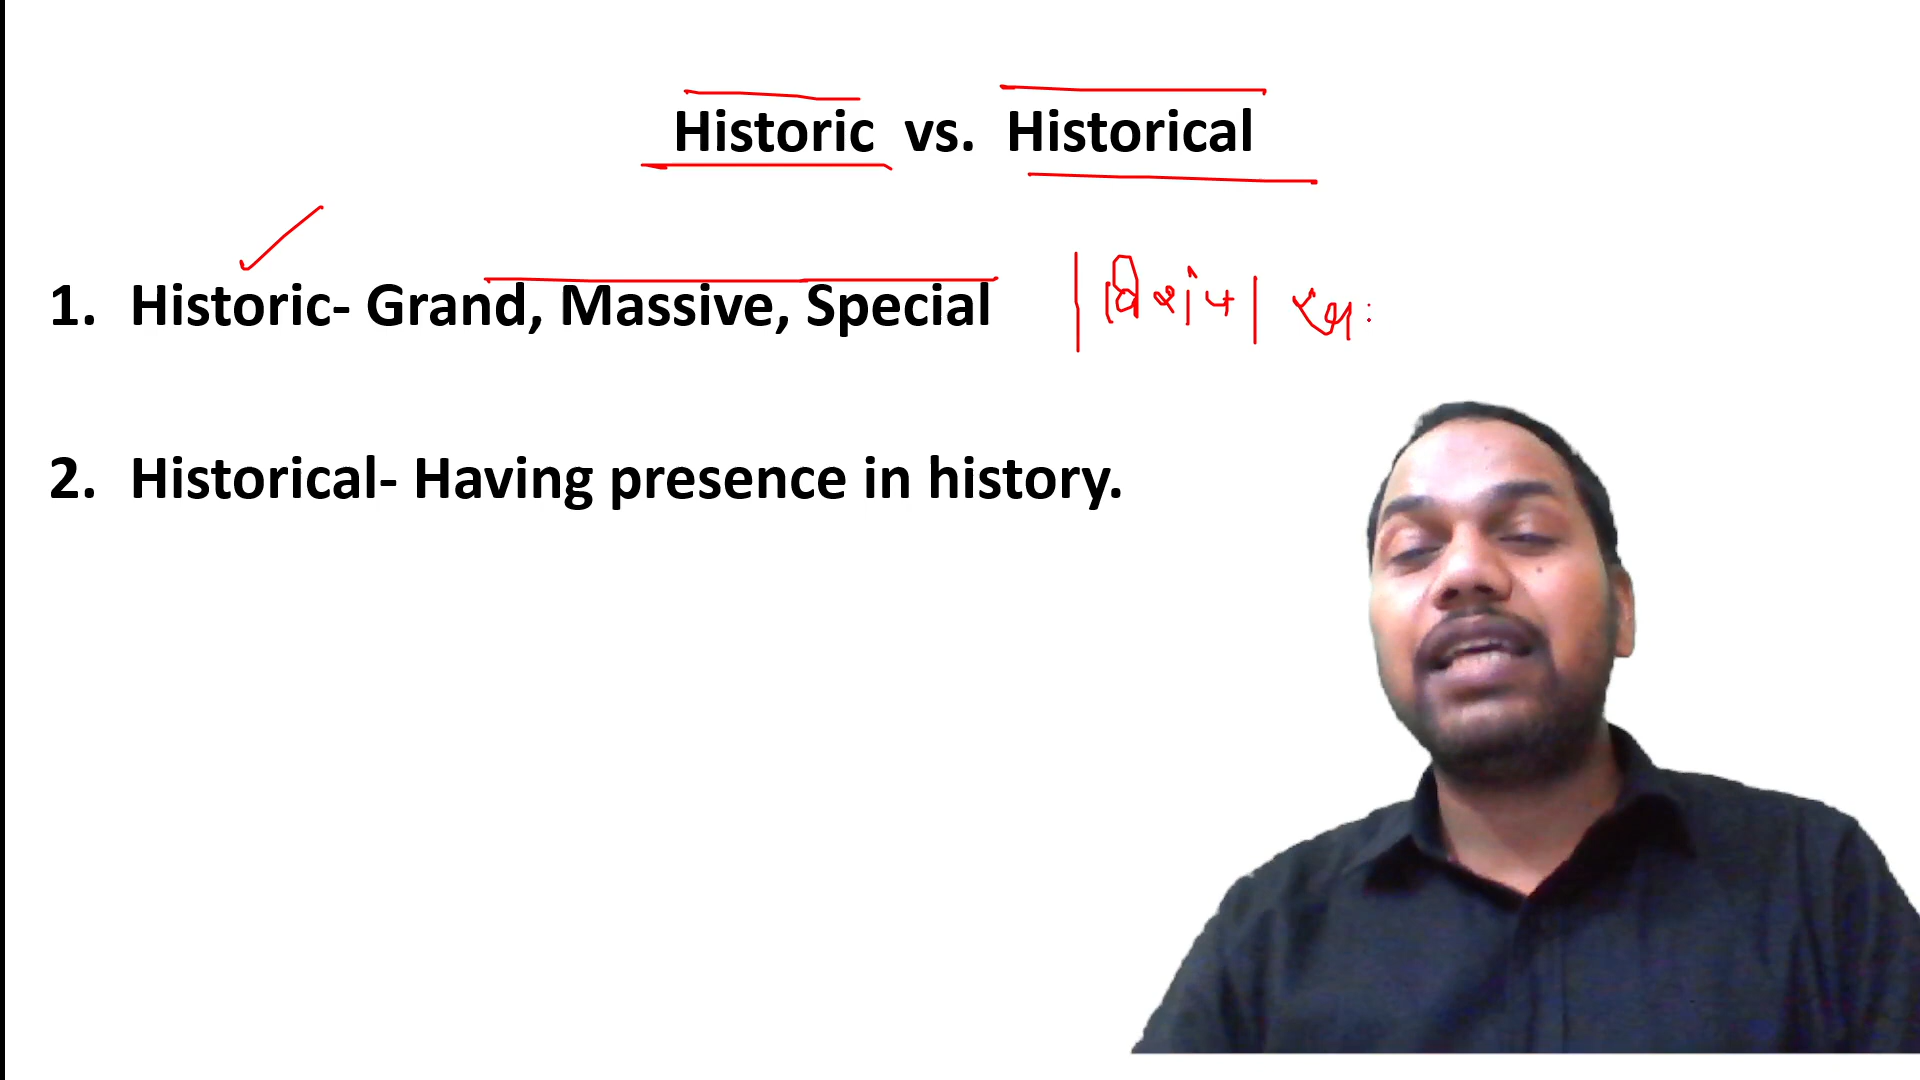 Historic vs. Historical
1. Historic- Grand, Massive, Special
2. Historical- Having presence in history.